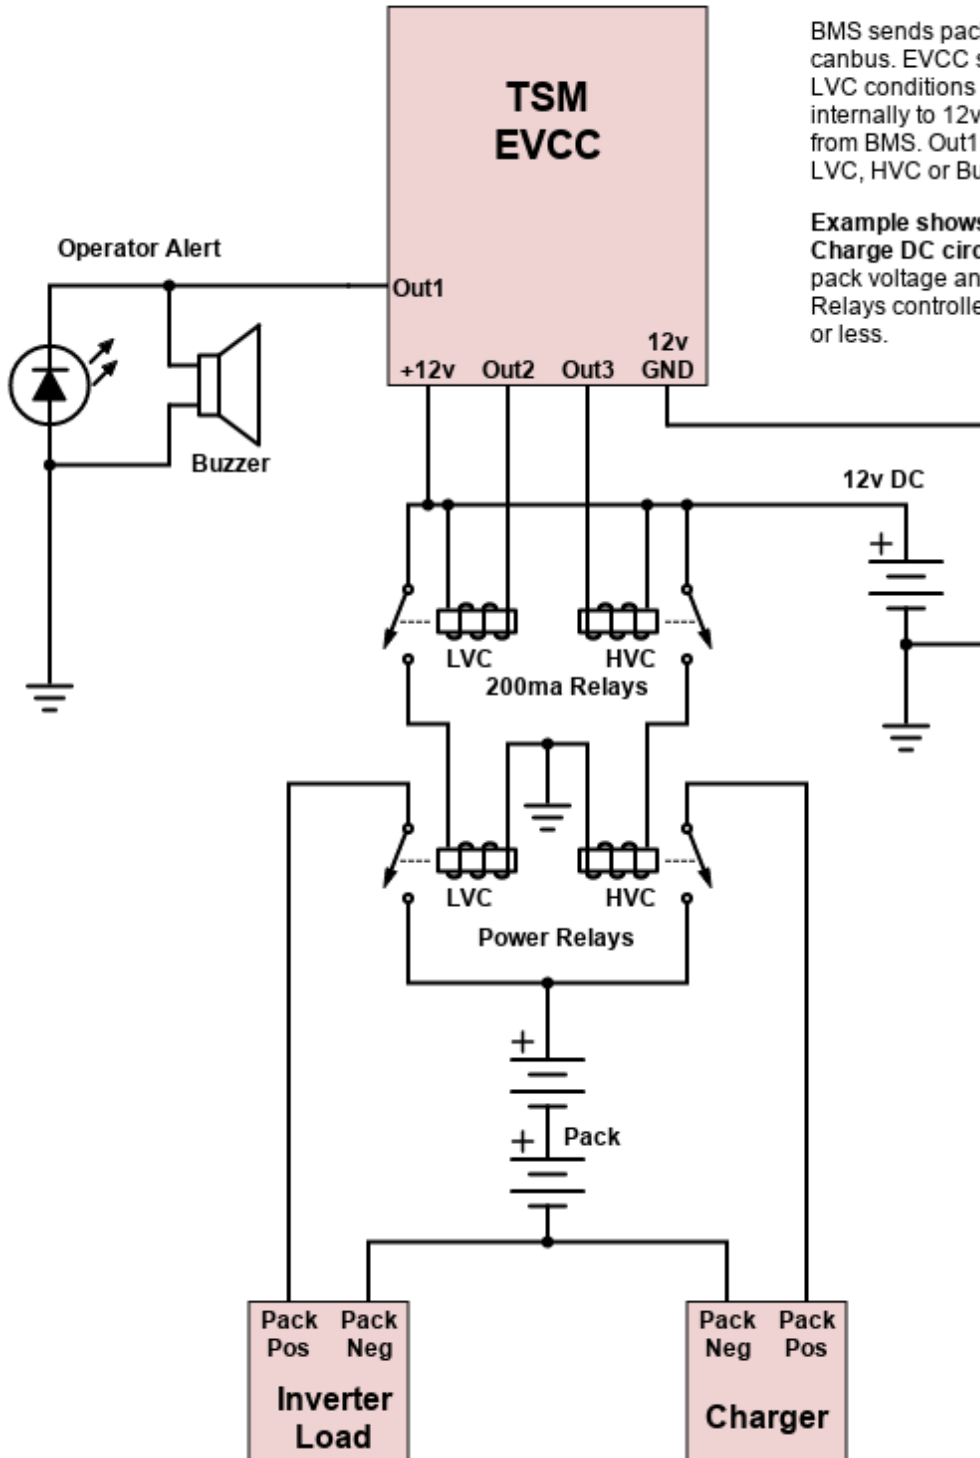 TSM
EVCC
BMS sends pac
canbus. EVCC s
LVC conditions
internally to 12v
from BMS. Out1
LVC, HVC or Bu
Example shows
Charge DC circ
pack voltage an
Relays controlle
or less.
Operator Alert
Out1
+12v Out2 Out3 12v
GND
Buzzer
12v DC
+
LVC HVC
200ma Relays
LVC HVC
Power Relays
+
+ Pack
Pack Pack
Pos Neg
Inverter
Load
Pack Pack
Neg Pos
Charger